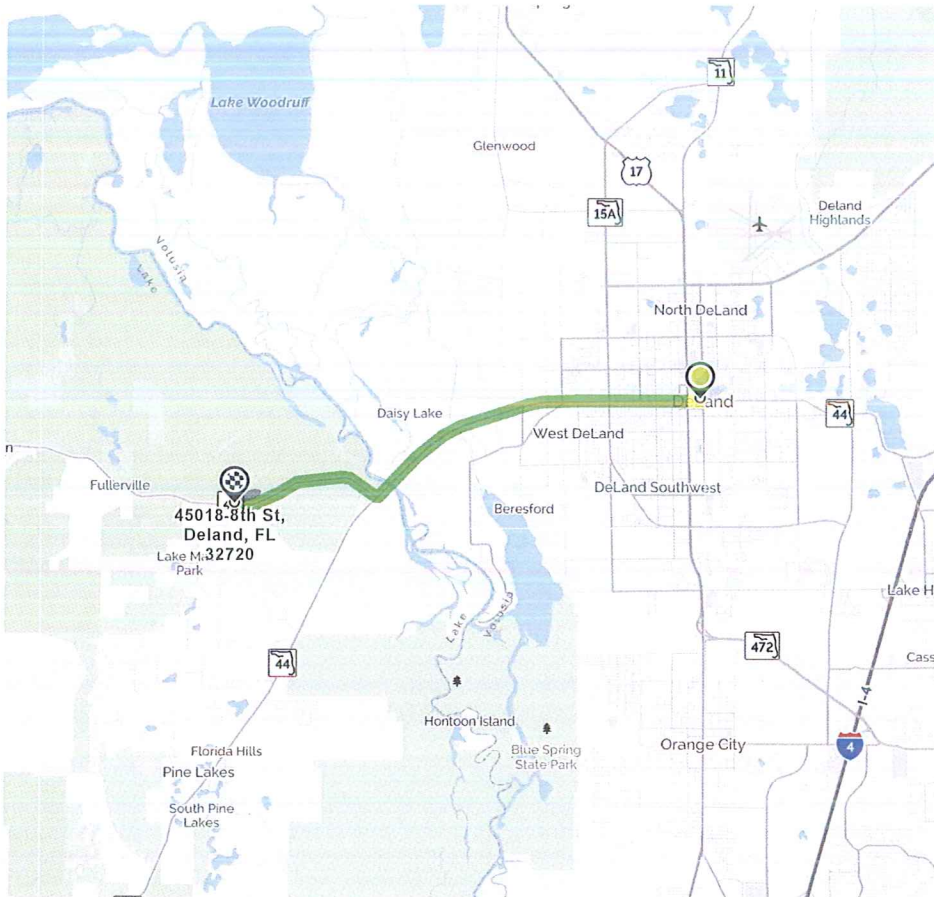 Lake Woodruff
11
Glenwood
17
15A
Deland
Highlands
Volusia
Lake
North DeLand
Daisy Lake
44
West DeLand
Fullerville
DeLand Southwest
45018-8th St,
Deland, FL
32720
Beresford
Park
Lake H
Lake
Volusia
472
Cass
44
I-4
Hontoon Island
Florida Hills
Blue Spring
State Park
Orange City
4
Pine Lakes
South Pine
Lakes